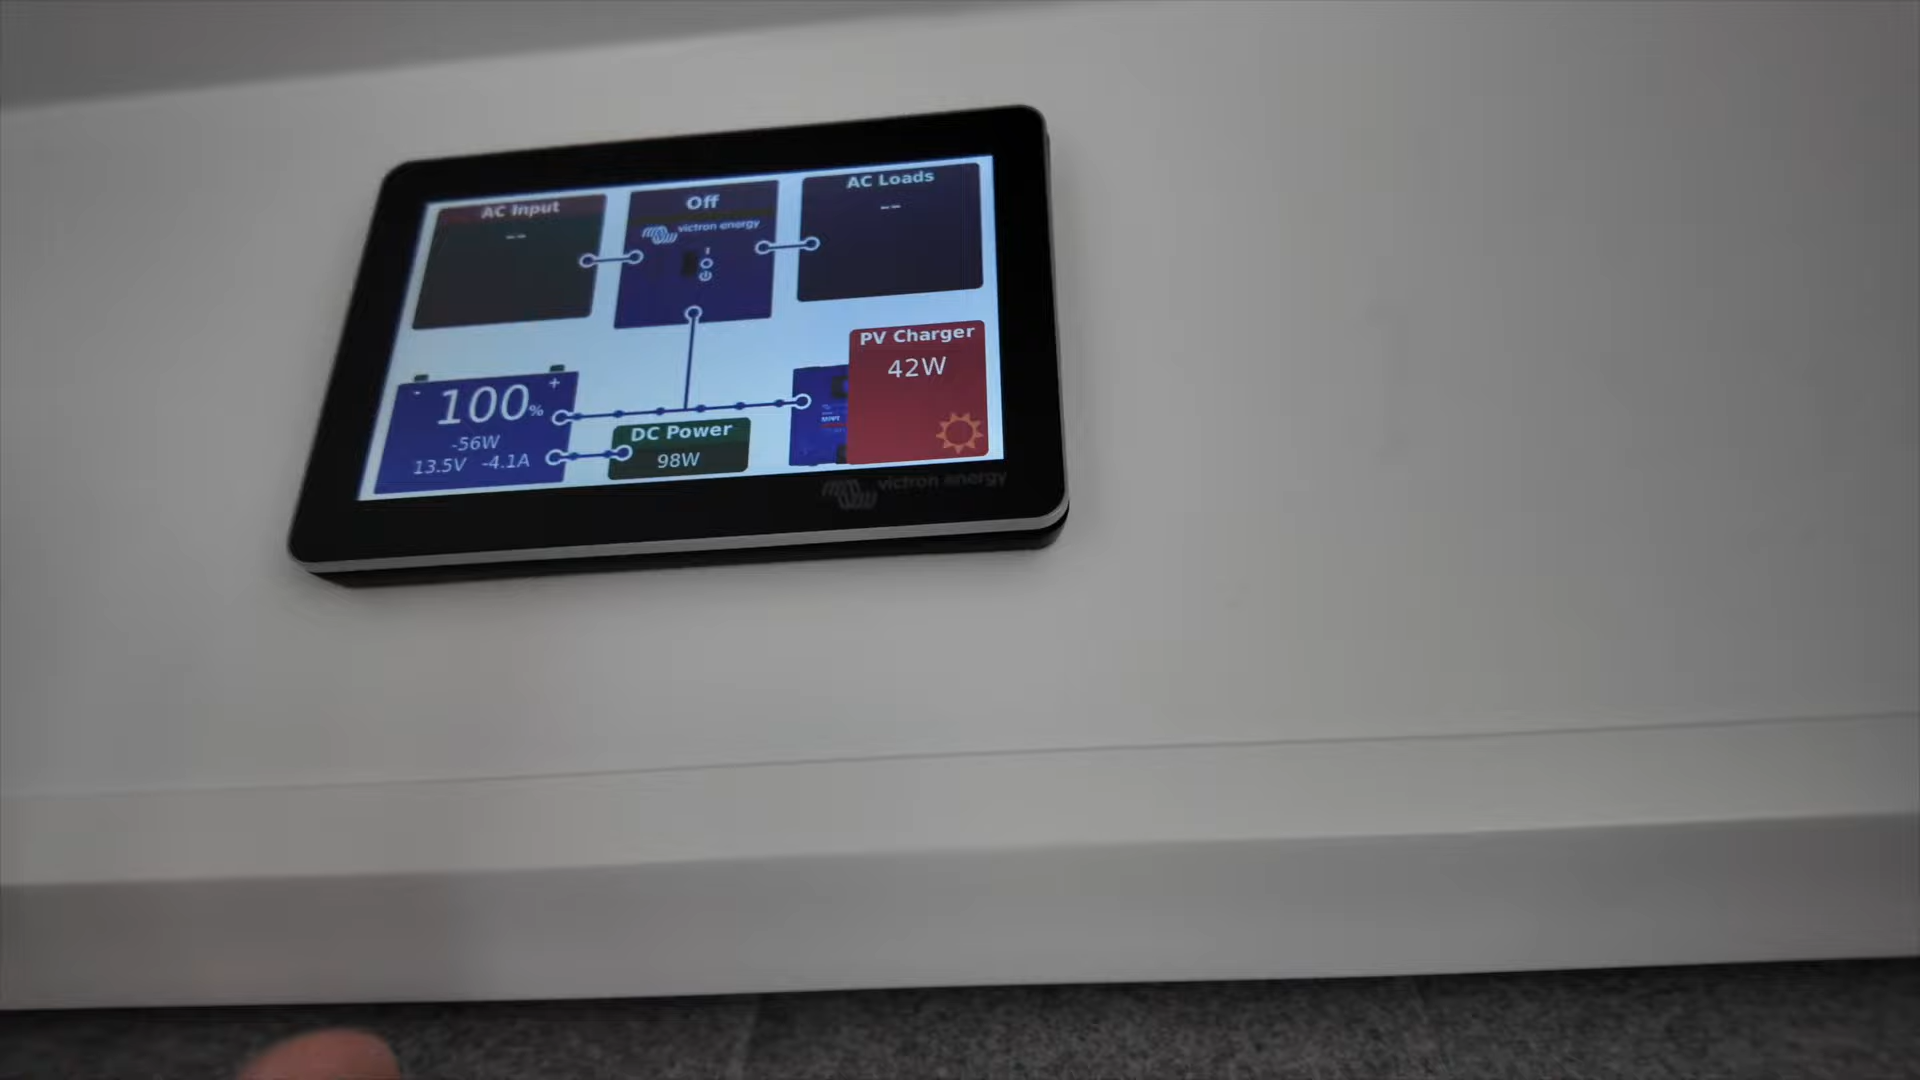 AC Input
--
Off
victron energy
AC Loads
--
PV Charger
42W
- +
100%
-56W
13.5V -4.1A
DC Power
98W
victron energy